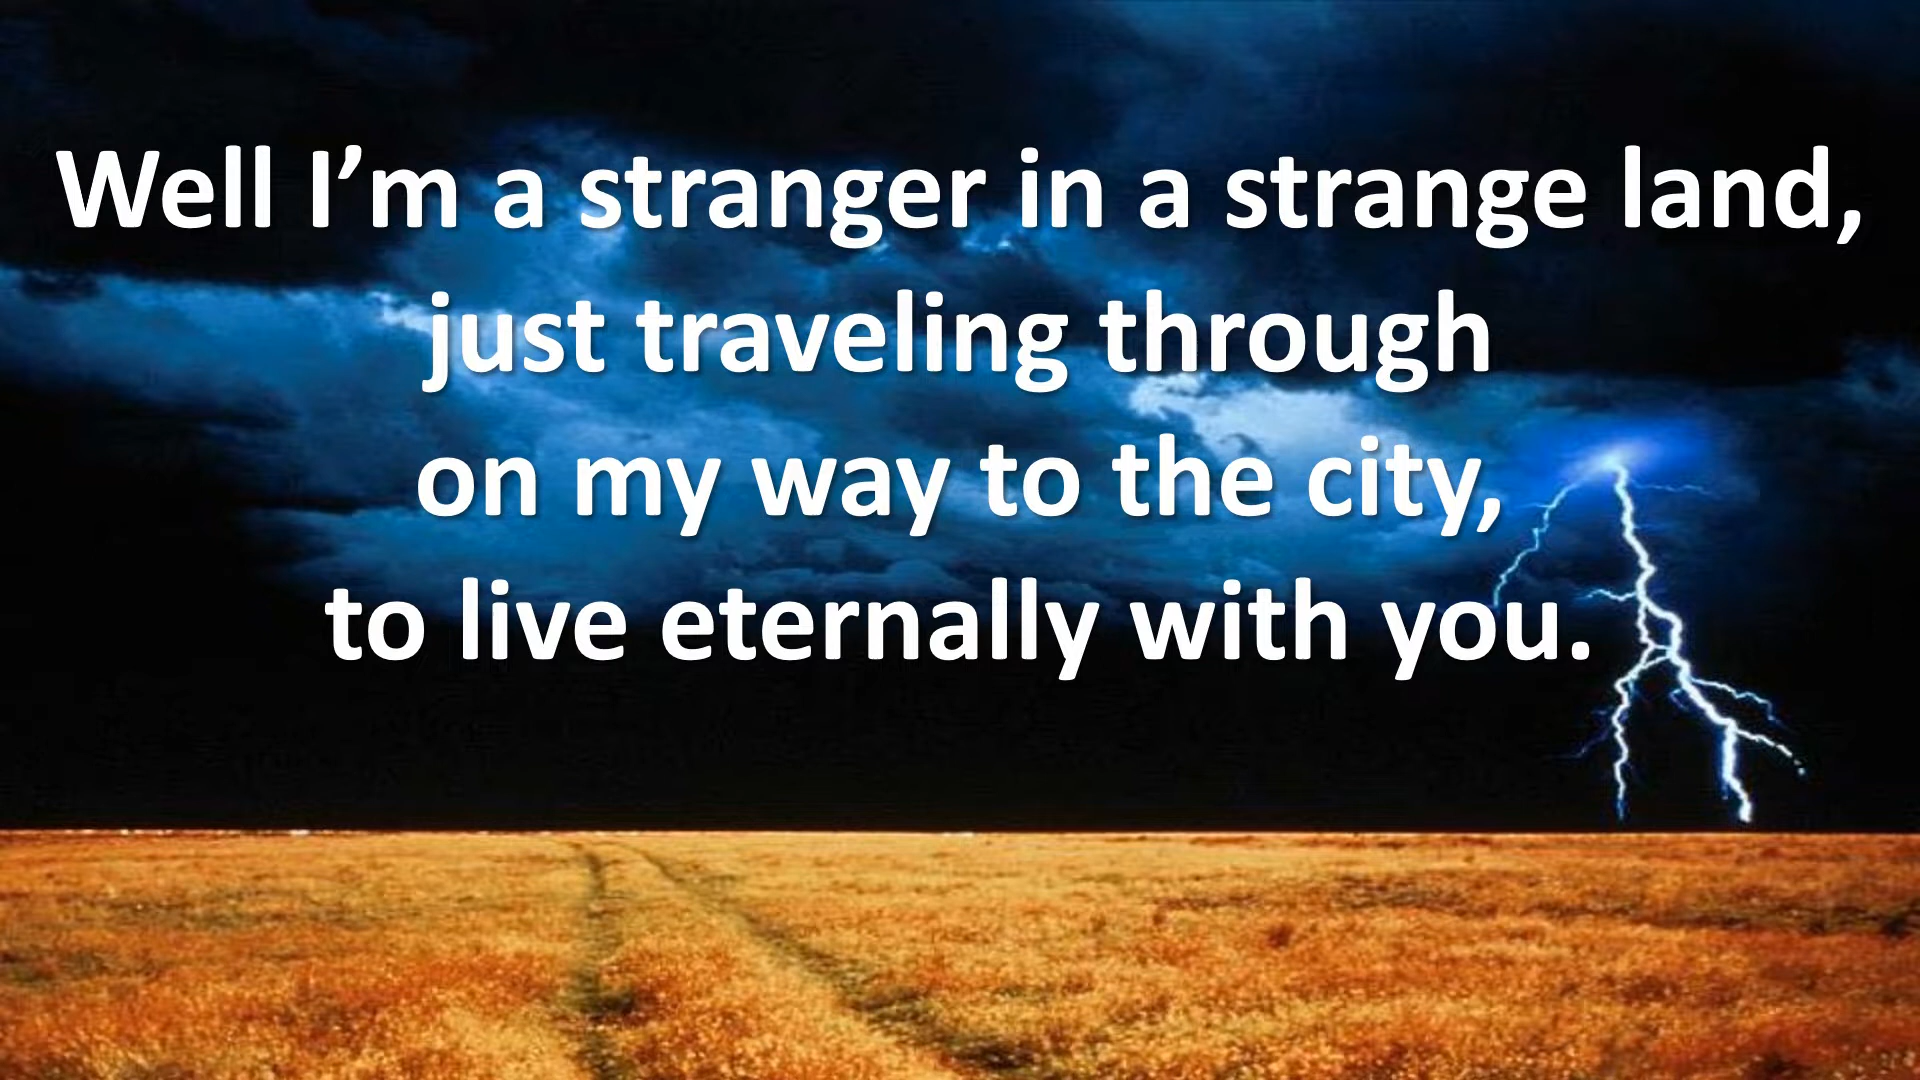 Well I’m a stranger in a strange land,
just traveling through
on my way to the city,
to live eternally with you.